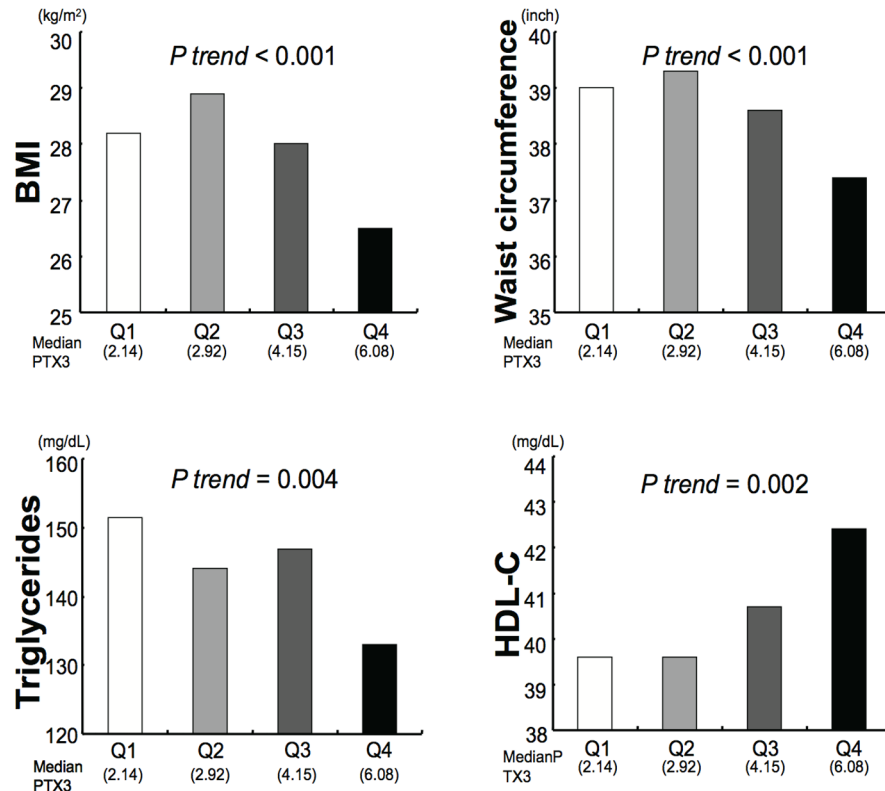 (kg/m²)
BMI
P trend < 0.001
30
29
28
27
26
25
Q1 Q2 Q3 Q4
Median PTX3
(2.14) (2.92) (4.15) (6.08)
(inch)
Waist circumference
P trend < 0.001
40
39
38
37
36
35
Q1 Q2 Q3 Q4
Median PTX3
(2.14) (2.92) (4.15) (6.08)
(mg/dL)
Triglycerides
P trend = 0.004
160
150
140
130
120
Q1 Q2 Q3 Q4
Median PTX3
(2.14) (2.92) (4.15) (6.08)
(mg/dL)
HDL-C
P trend = 0.002
44
43
42
41
40
39
38
Q1 Q2 Q3 Q4
MedianP
TX3
(2.14) (2.92) (4.15) (6.08)